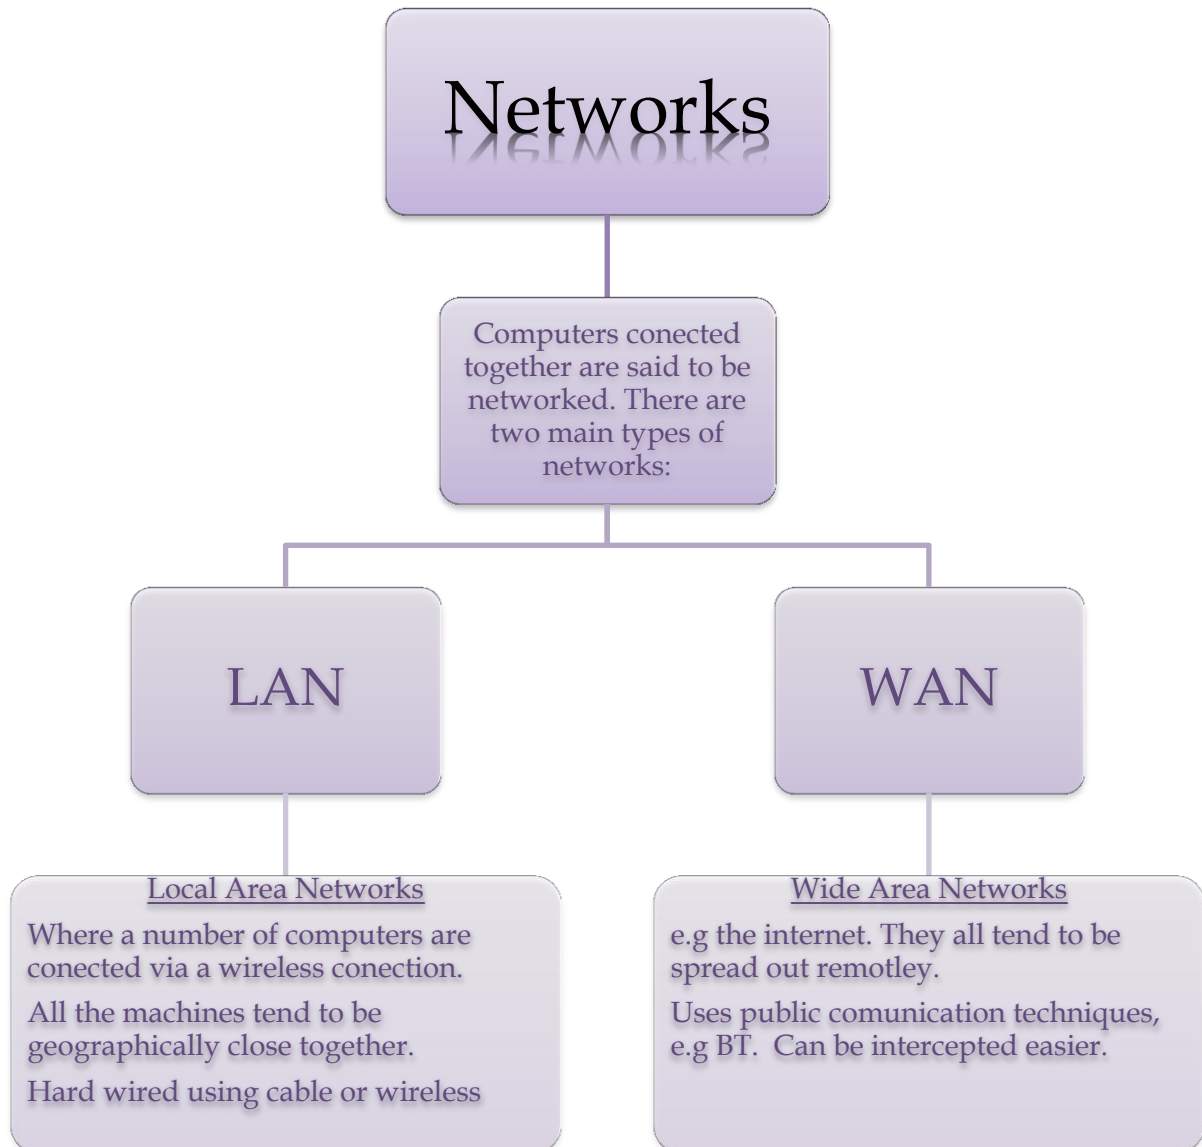 Networks
Computers conected
together are said to be
networked. There are
two main types of
networks:
LAN
WAN
Local Area Networks
Where a number of computers are
conected via a wireless conection.
All the machines tend to be
geographically close together.
Hard wired using cable or wireless
Wide Area Networks
e.g the internet. They all tend to be
spread out remotley.
Uses public comunication techniques,
e.g BT.  Can be intercepted easier.